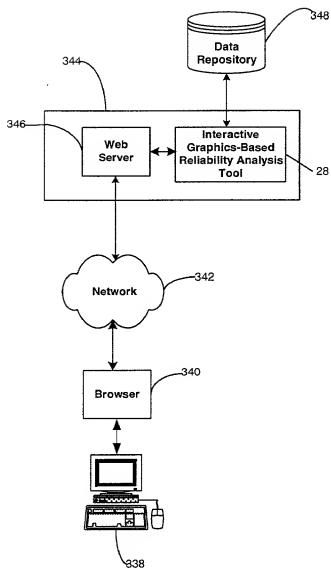 348
Data
Repository
344
346
Web
Server
Interactive
Graphics-Based
Reliability Analysis
Tool
28
Network
342
Browser
340
338